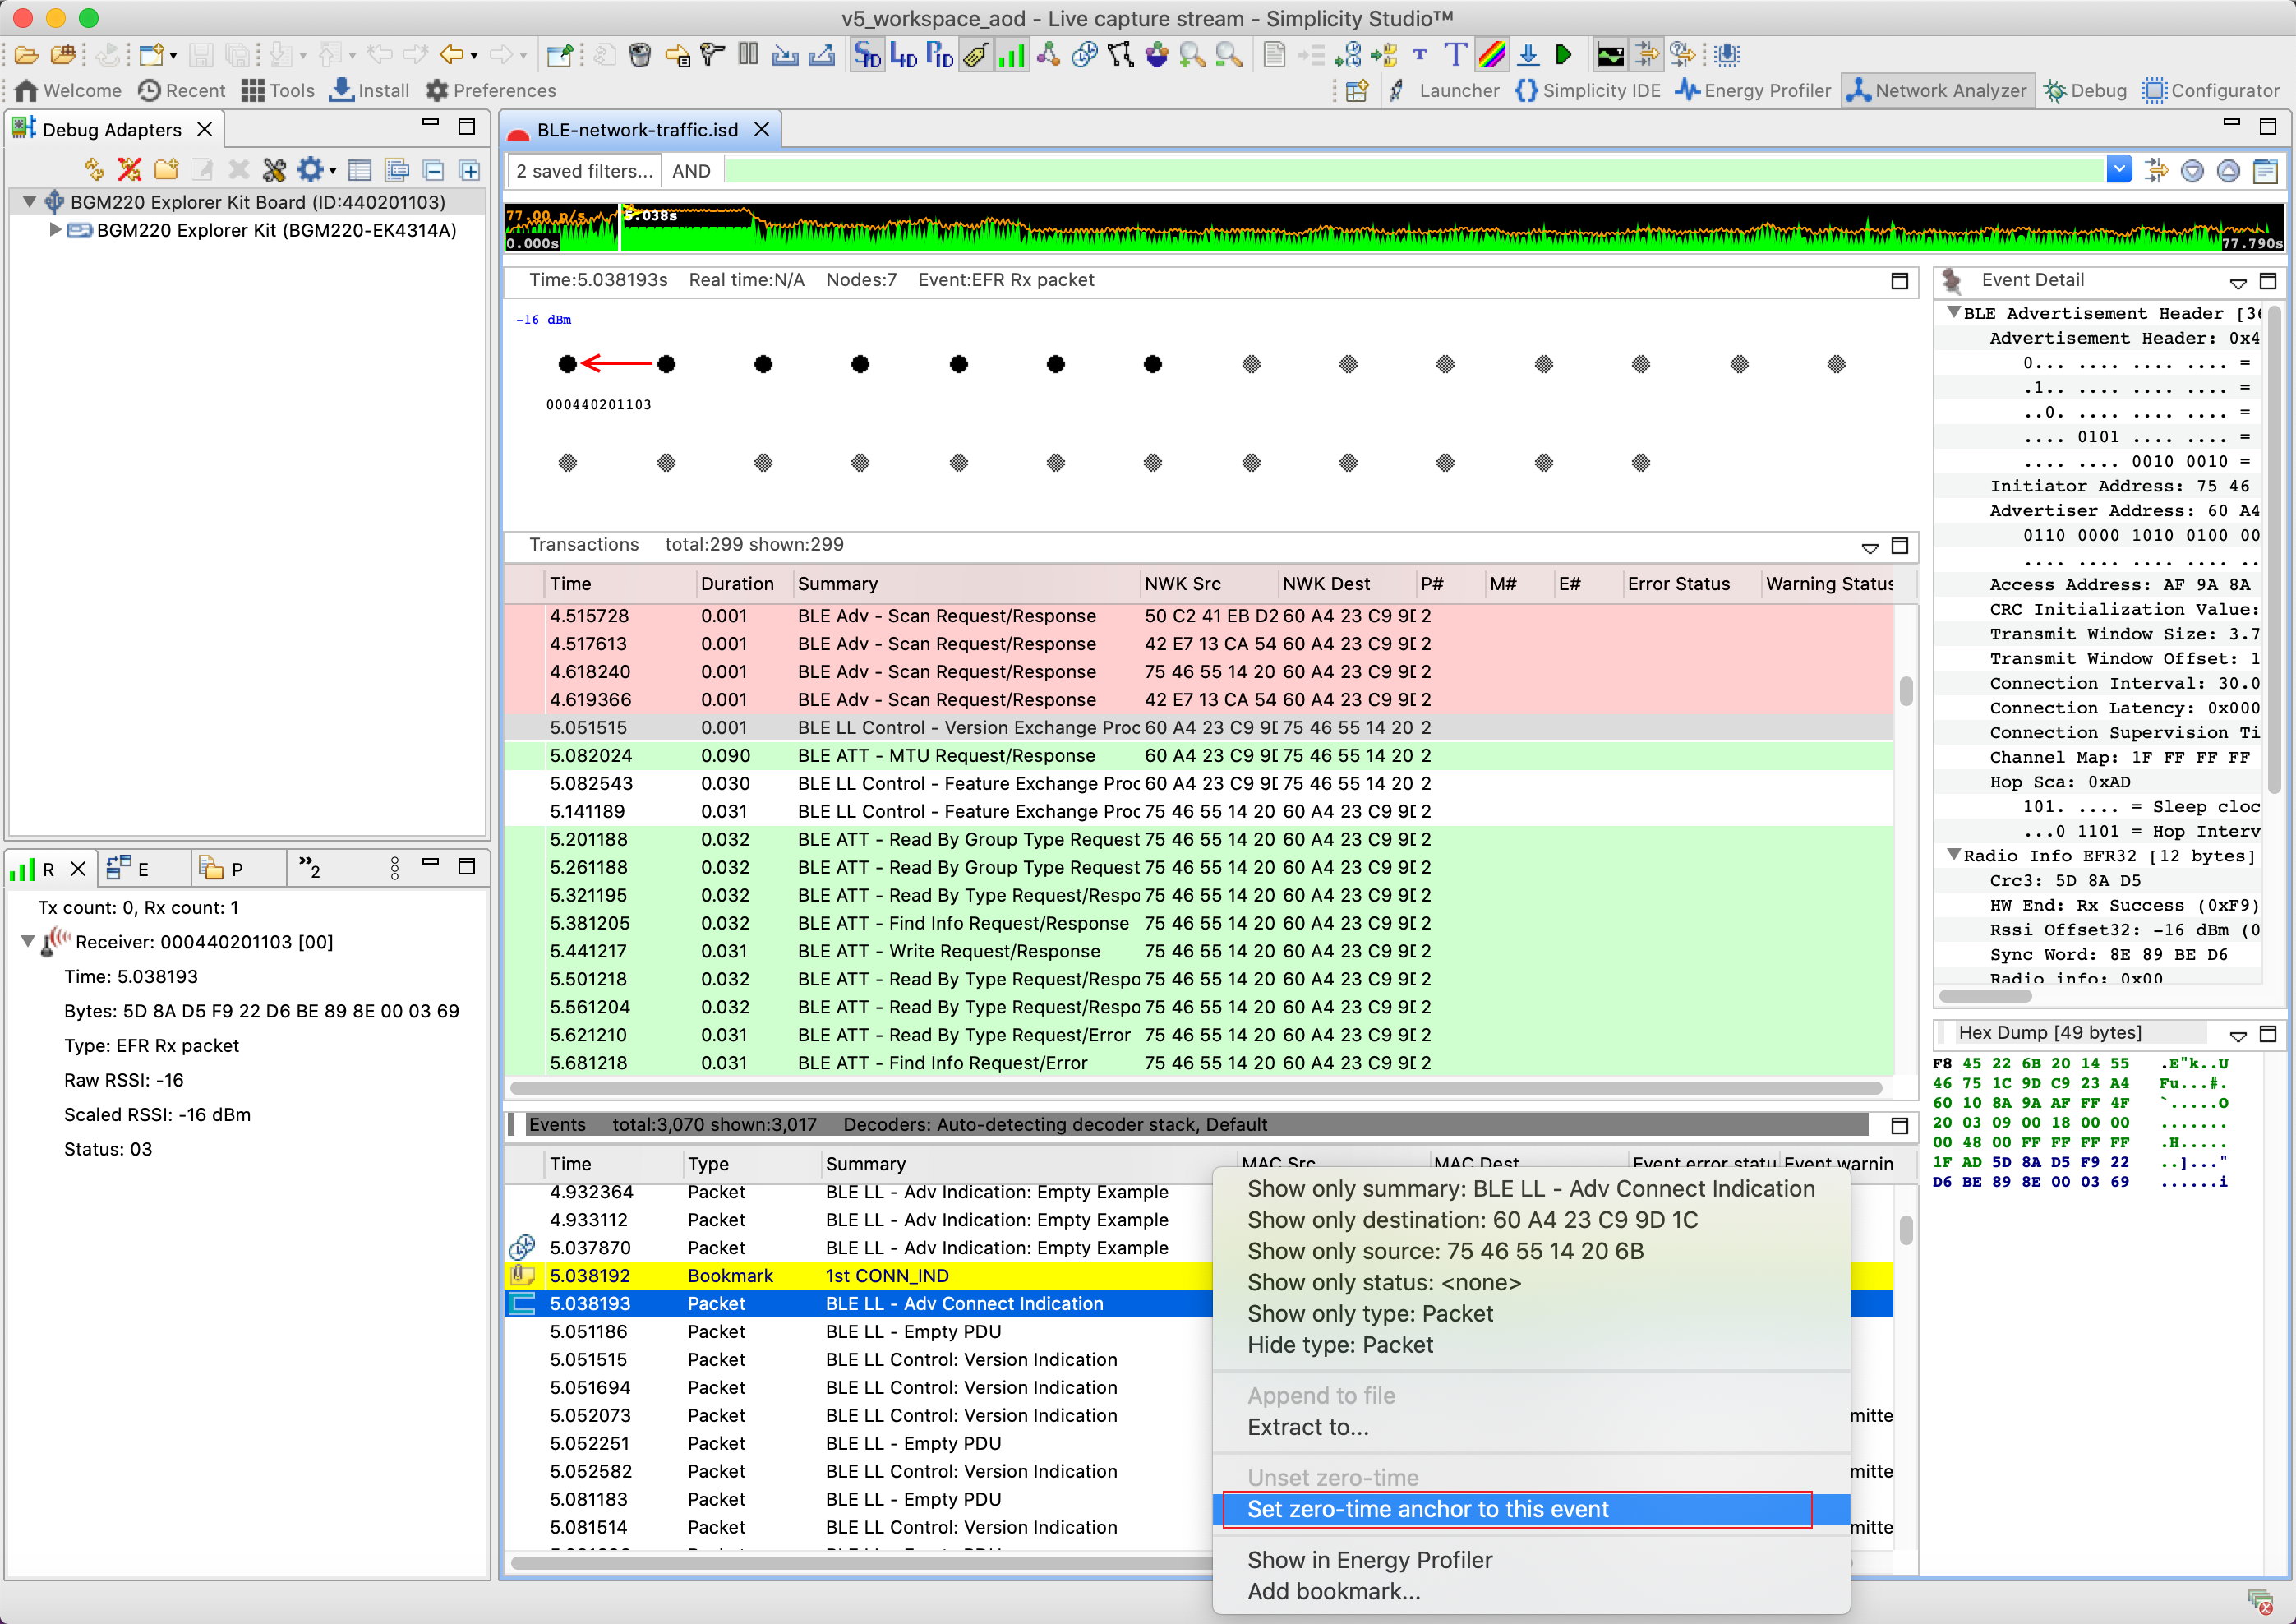 v5_workspace_aod - Live capture stream - Simplicity Studio™
Welcome Recent Tools Install Preferences Launcher Simplicity IDE Energy Profiler Network Analyzer Debug Configurator
Debug Adapters
BGM220 Explorer Kit Board (ID:440201103)
BGM220 Explorer Kit (BGM220-EK4314A)
R E P 2
Tx count: 0, Rx count: 1
Receiver: 000440201103 [00]
Time: 5.038193
Bytes: 5D 8A D5 F9 22 D6 BE 89 8E 00 03 69
Type: EFR Rx packet
Raw RSSI: -16
Scaled RSSI: -16 dBm
Status: 03
BLE-network-traffic.isd
2 saved filters... AND
77.00 p/s 5.038s
0.000s 77.790s
Time:5.038193s Real time:N/A Nodes:7 Event:EFR Rx packet
-16 dBm
000440201103
Transactions total:299 shown:299
Time Duration Summary NWK Src NWK Dest P# M# E# Error Status Warning Status
4.515728 0.001 BLE Adv - Scan Request/Response 50 C2 41 EB D2 60 A4 23 C9 9D 2
4.517613 0.001 BLE Adv - Scan Request/Response 42 E7 13 CA 54 60 A4 23 C9 9D 2
4.618240 0.001 BLE Adv - Scan Request/Response 75 46 55 14 20 60 A4 23 C9 9D 2
4.619366 0.001 BLE Adv - Scan Request/Response 42 E7 13 CA 54 60 A4 23 C9 9D 2
5.051515 0.001 BLE LL Control - Version Exchange Proc 60 A4 23 C9 9D 75 46 55 14 20 2
5.082024 0.090 BLE ATT - MTU Request/Response 60 A4 23 C9 9D 75 46 55 14 20 2
5.082543 0.030 BLE LL Control - Feature Exchange Proc 60 A4 23 C9 9D 75 46 55 14 20 2
5.141189 0.031 BLE LL Control - Feature Exchange Proc 75 46 55 14 20 60 A4 23 C9 9D 2
5.201188 0.032 BLE ATT - Read By Group Type Request 75 46 55 14 20 60 A4 23 C9 9D 2
5.261188 0.032 BLE ATT - Read By Group Type Request 75 46 55 14 20 60 A4 23 C9 9D 2
5.321195 0.032 BLE ATT - Read By Type Request/Respo 75 46 55 14 20 60 A4 23 C9 9D 2
5.381205 0.032 BLE ATT - Find Info Request/Response 75 46 55 14 20 60 A4 23 C9 9D 2
5.441217 0.031 BLE ATT - Write Request/Response 75 46 55 14 20 60 A4 23 C9 9D 2
5.501218 0.032 BLE ATT - Read By Type Request/Respo 75 46 55 14 20 60 A4 23 C9 9D 2
5.561204 0.032 BLE ATT - Read By Type Request/Respo 75 46 55 14 20 60 A4 23 C9 9D 2
5.621210 0.031 BLE ATT - Read By Type Request/Error 75 46 55 14 20 60 A4 23 C9 9D 2
5.681218 0.031 BLE ATT - Find Info Request/Error 75 46 55 14 20 60 A4 23 C9 9D 2
Events total:3,070 shown:3,017 Decoders: Auto-detecting decoder stack, Default
Time Type Summary MAC Src MAC Dest Event error statu Event warnin
4.932364 Packet BLE LL - Adv Indication: Empty Example
4.933112 Packet BLE LL - Adv Indication: Empty Example
5.037870 Packet BLE LL - Adv Indication: Empty Example
5.038192 Bookmark 1st CONN_IND
5.038193 Packet BLE LL - Adv Connect Indication
5.051186 Packet BLE LL - Empty PDU
5.051515 Packet BLE LL Control: Version Indication
5.051694 Packet BLE LL Control: Version Indication
5.052073 Packet BLE LL Control: Version Indication mitte
5.052251 Packet BLE LL - Empty PDU
5.052582 Packet BLE LL Control: Version Indication mitte
5.081183 Packet BLE LL - Empty PDU
5.081514 Packet BLE LL Control: Version Indication mitte
Show only summary: BLE LL - Adv Connect Indication
Show only destination: 60 A4 23 C9 9D 1C
Show only source: 75 46 55 14 20 6B
Show only status: <none>
Show only type: Packet
Hide type: Packet
Append to file
Extract to...
Unset zero-time
Set zero-time anchor to this event
Show in Energy Profiler
Add bookmark...
Event Detail
BLE Advertisement Header [36
Advertisement Header: 0x4
0... .... .... .... =
.1.. .... .... .... =
..0. .... .... .... =
.... 0101 .... .... =
.... .... 0010 0010 =
Initiator Address: 75 46
Advertiser Address: 60 A4
0110 0000 1010 0100 00
.... .... .... .... ..
Access Address: AF 9A 8A
CRC Initialization Value:
Transmit Window Size: 3.7
Transmit Window Offset: 1
Connection Interval: 30.0
Connection Latency: 0x000
Connection Supervision Ti
Channel Map: 1F FF FF FF
Hop Sca: 0xAD
101. .... = Sleep cloc
...0 1101 = Hop Interv
Radio Info EFR32 [12 bytes]
Crc3: 5D 8A D5
HW End: Rx Success (0xF9)
Rssi Offset32: -16 dBm (0
Sync Word: 8E 89 BE D6
Radio info: 0x00
Hex Dump [49 bytes]
F8 45 22 6B 20 14 55 .E"k..U
46 75 1C 9D C9 23 A4 Fu...#.
60 10 8A 9A AF FF 4F `.....O
20 03 09 00 18 00 00 .......
00 48 00 FF FF FF FF .H.....
1F AD 5D 8A D5 F9 22 ..]..."
D6 BE 89 8E 00 03 69 ......i